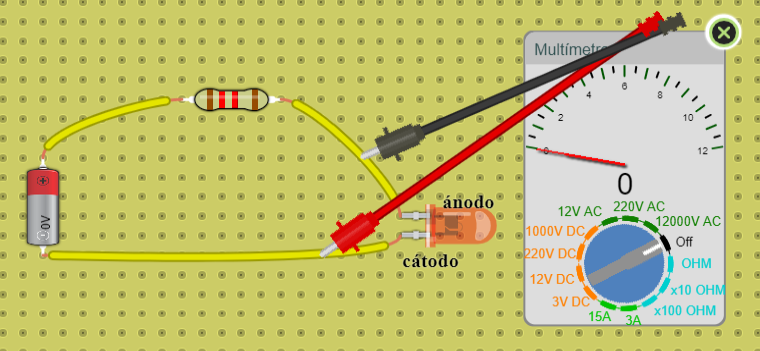 Multímetro
0
2
4
6
8
10
12
0
220V AC
12V AC
12000V AC
1000V DC
Off
220V DC
OHM
12V DC
x10 OHM
3V DC
x100 OHM
15A
3A
ánodo
cátodo
0V